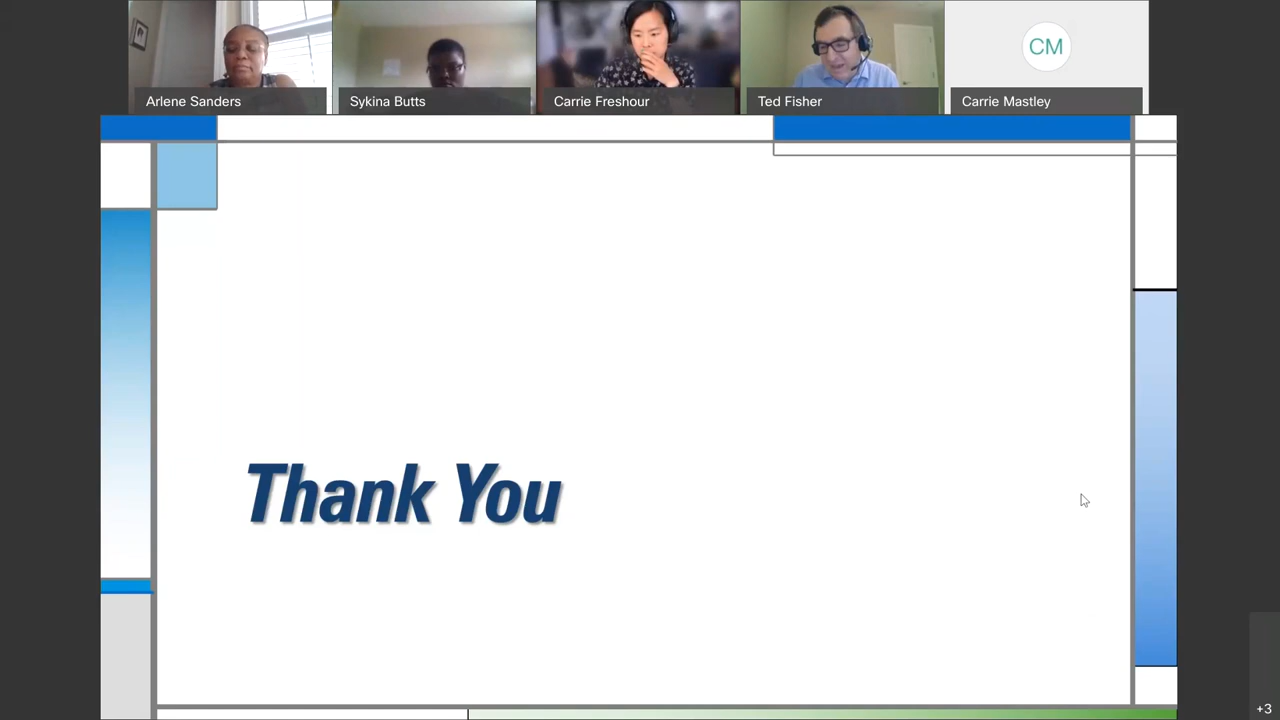 CM
Arlene Sanders
Sykina Butts
Carrie Freshour
Ted Fisher
Carrie Mastley
Thank You
+3